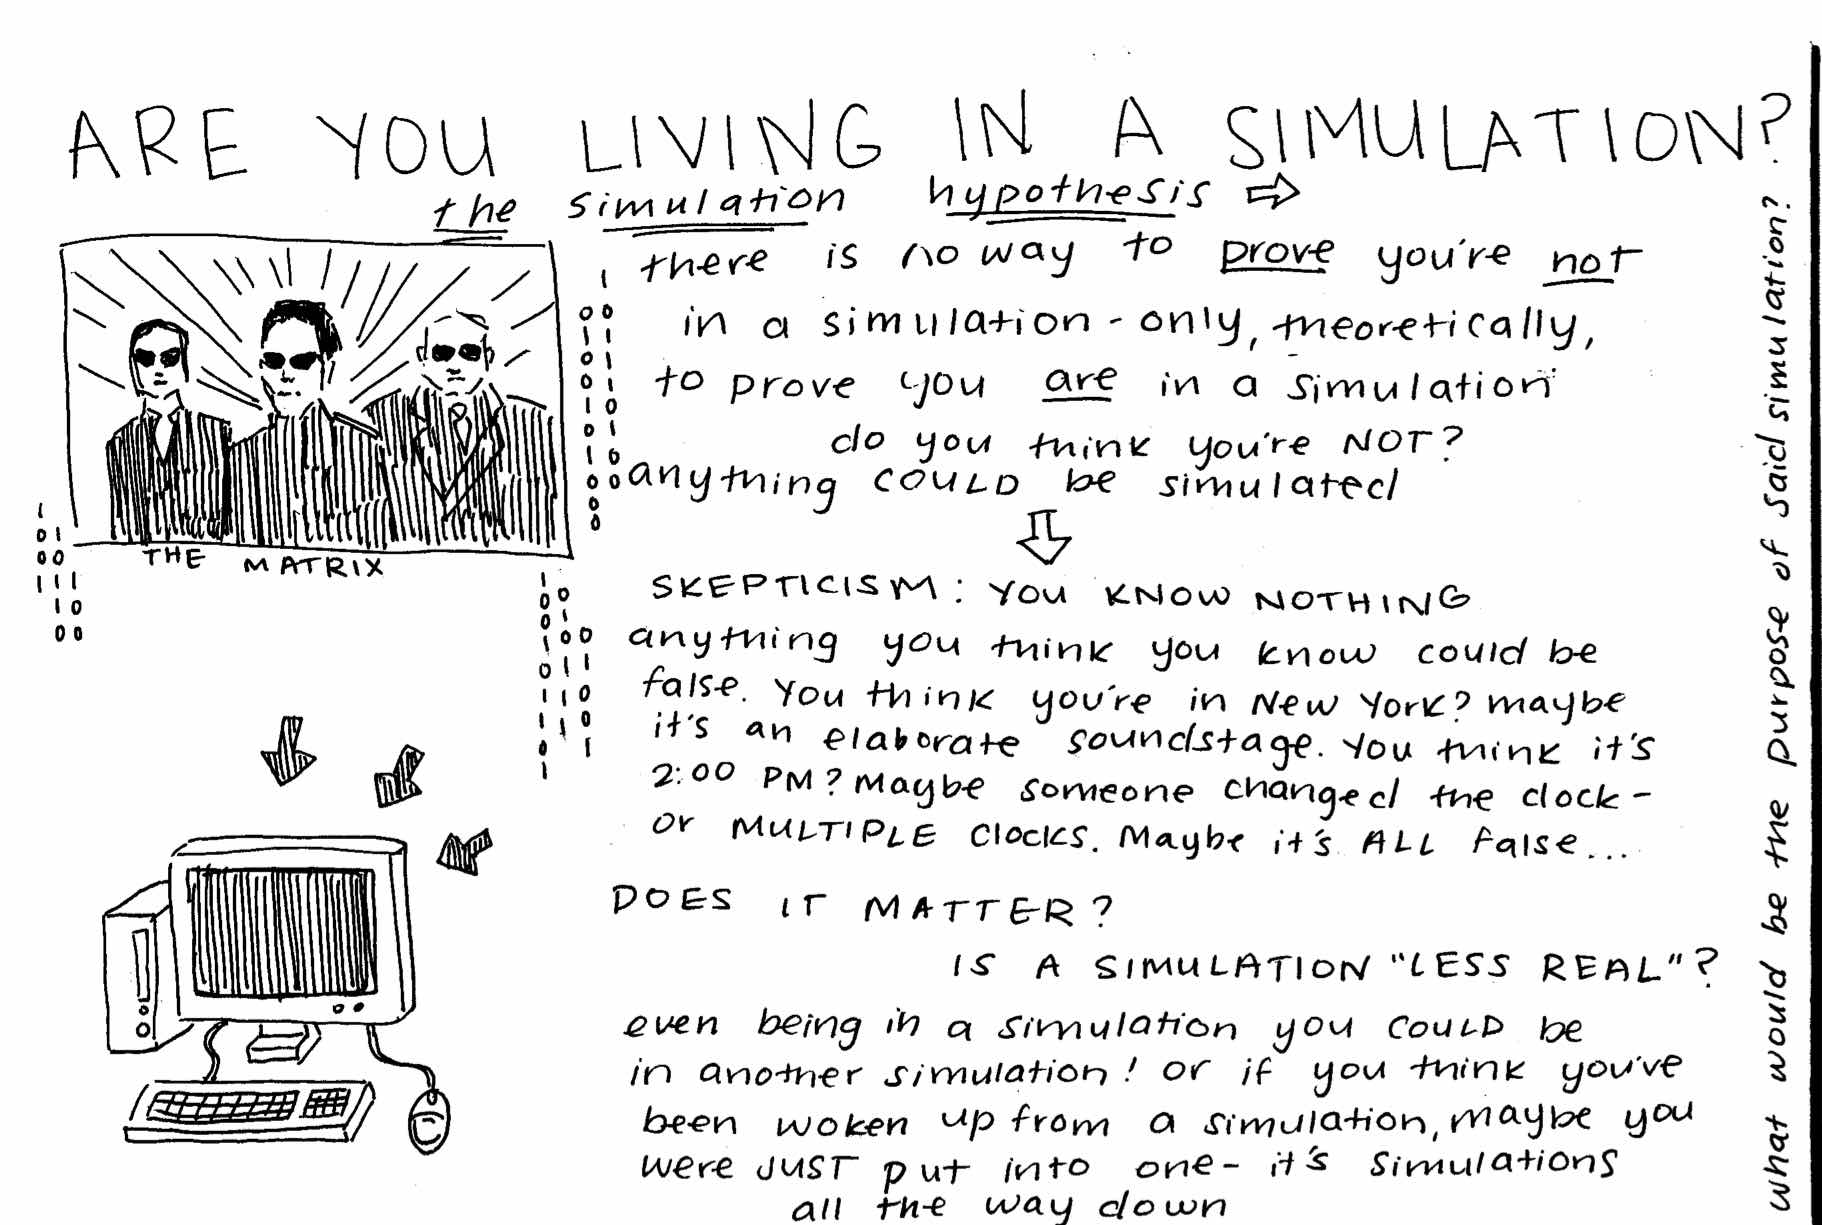 ARE YOU LIVING IN A SIMULATION?
the simulation hypothesis ⇨
there is no way to prove you're not
in a simulation - only, theoretically,
to prove you are in a simulation
do you think you're NOT?
anything COULD be simulated
THE MATRIX
SKEPTICISM: YOU KNOW NOTHING
anything you think you know could be
false. You think you're in New York? maybe
it's an elaborate soundstage. You think it's
2:00 PM? Maybe someone changed the clock -
or MULTIPLE clocks. Maybe it's ALL false...
DOES IT MATTER?
IS A SIMULATION "LESS REAL"?
even being in a simulation you COULD be
in another simulation! or if you think you've
been woken up from a simulation, maybe you
were JUST put into one - it's simulations
all the way down
what would be the purpose of said simulation?